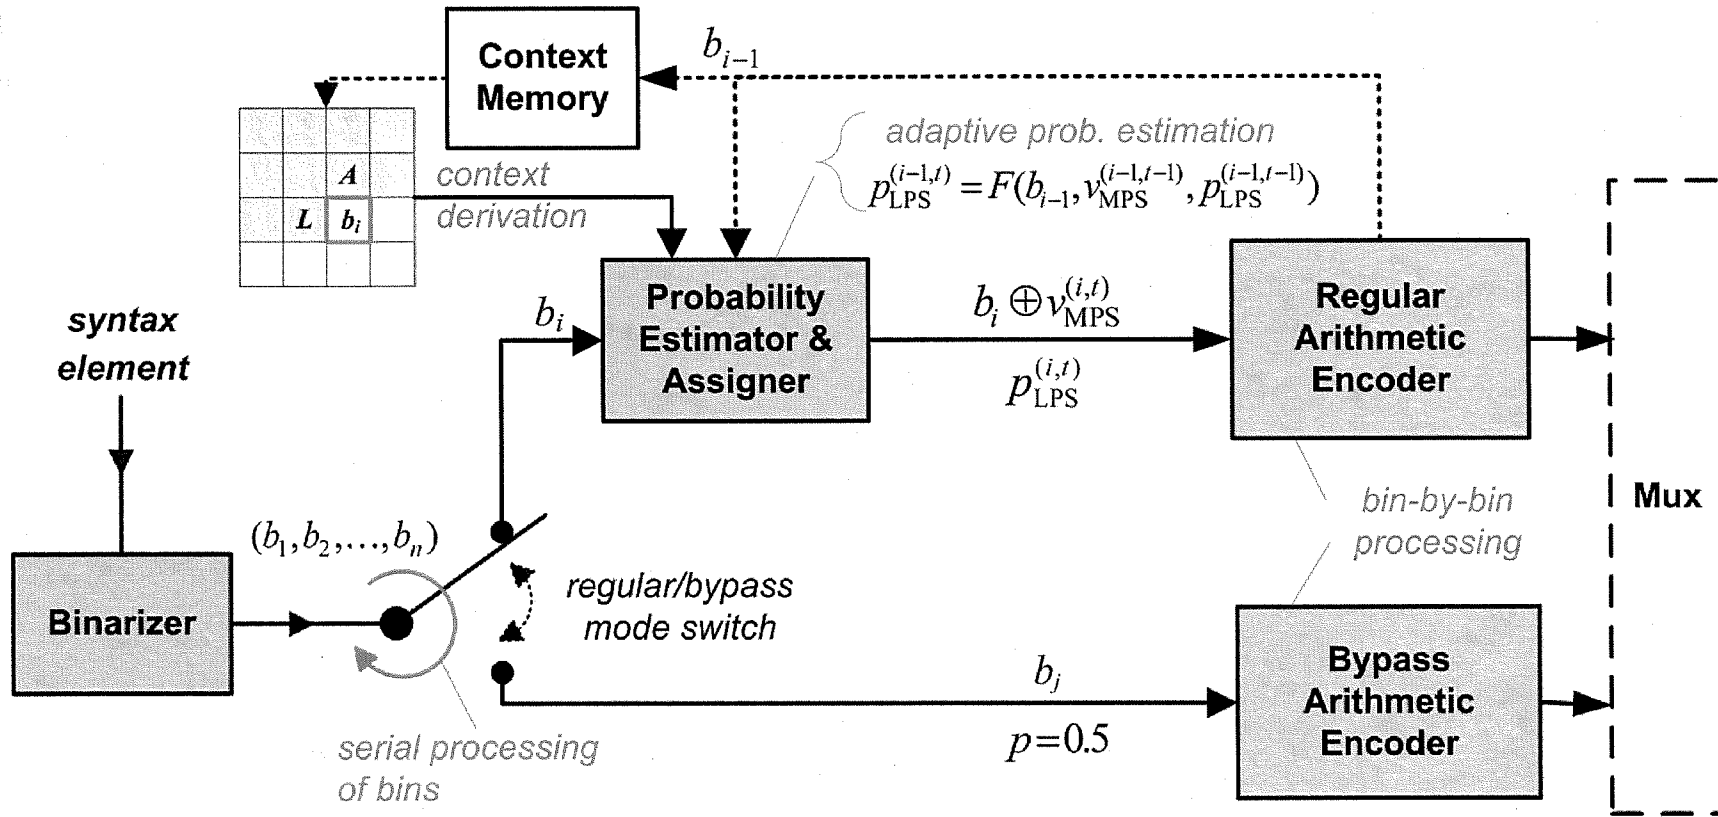 Context
Memory
b_{i−1}
adaptive prob. estimation
p_{LPS}^{(i−1,t)} = F(b_{i−1}, v_{MPS}^{(i−1,t−1)}, p_{LPS}^{(i−1,t−1)})
A
L b_i
context
derivation
syntax
element
b_i
Probability
Estimator &
Assigner
b_i ⊕ v_{MPS}^{(i,t)}
p_{LPS}^{(i,t)}
Regular
Arithmetic
Encoder
bin-by-bin
processing
Mux
Binarizer
(b_1, b_2, ..., b_n)
regular/bypass
mode switch
serial processing
of bins
b_j
p=0.5
Bypass
Arithmetic
Encoder